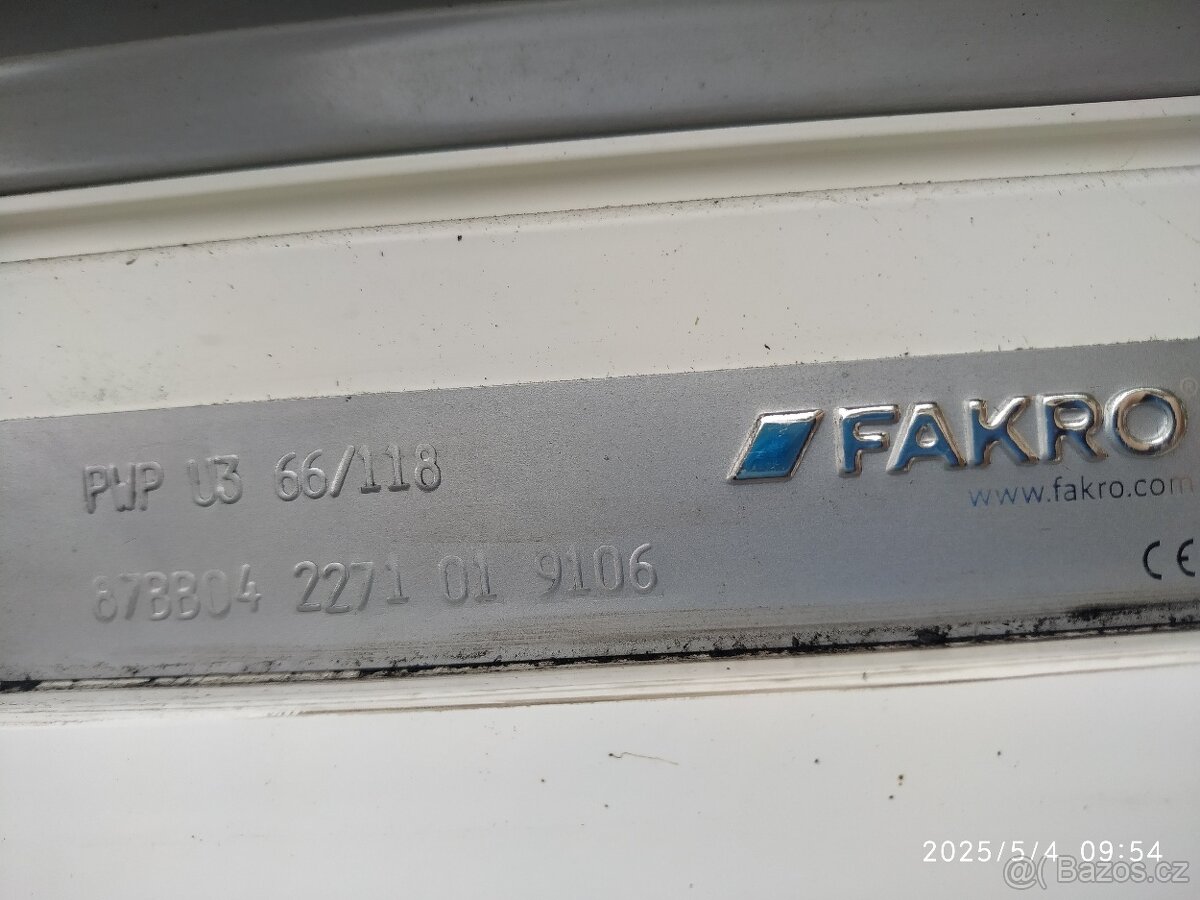 PWP U3 66/118
FAKRO®
www.fakro.com
87BB04 2271 01 9106
CE
2025/5/4 09:54
@( Bazoš.cz